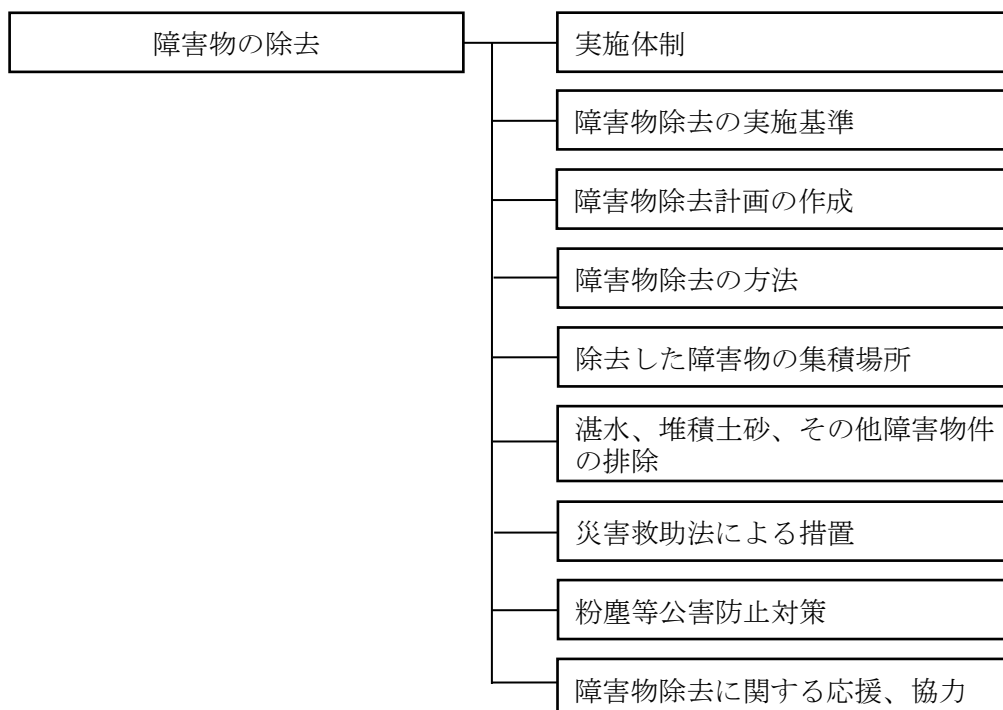 障害物の除去
実施体制
障害物除去の実施基準
障害物除去計画の作成
障害物除去の方法
除去した障害物の集積場所
湛水、堆積土砂、その他障害物件
の排除
災害救助法による措置
粉塵等公害防止対策
障害物除去に関する応援、協力